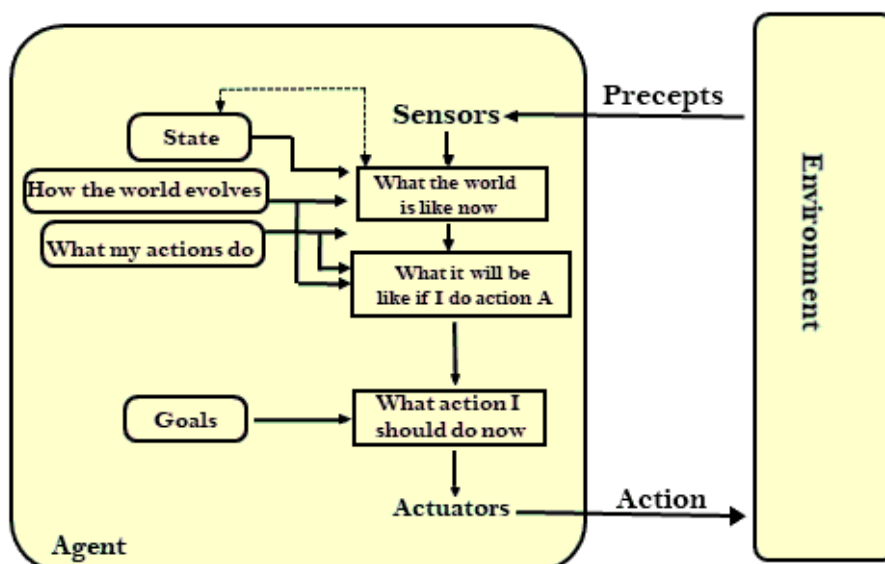 Precepts
Sensors
State
What the world
is like now
How the world evolves
What my actions do
What it will be
like if I do action A
Environment
Goals
What action I
should do now
Actuators
Action
Agent